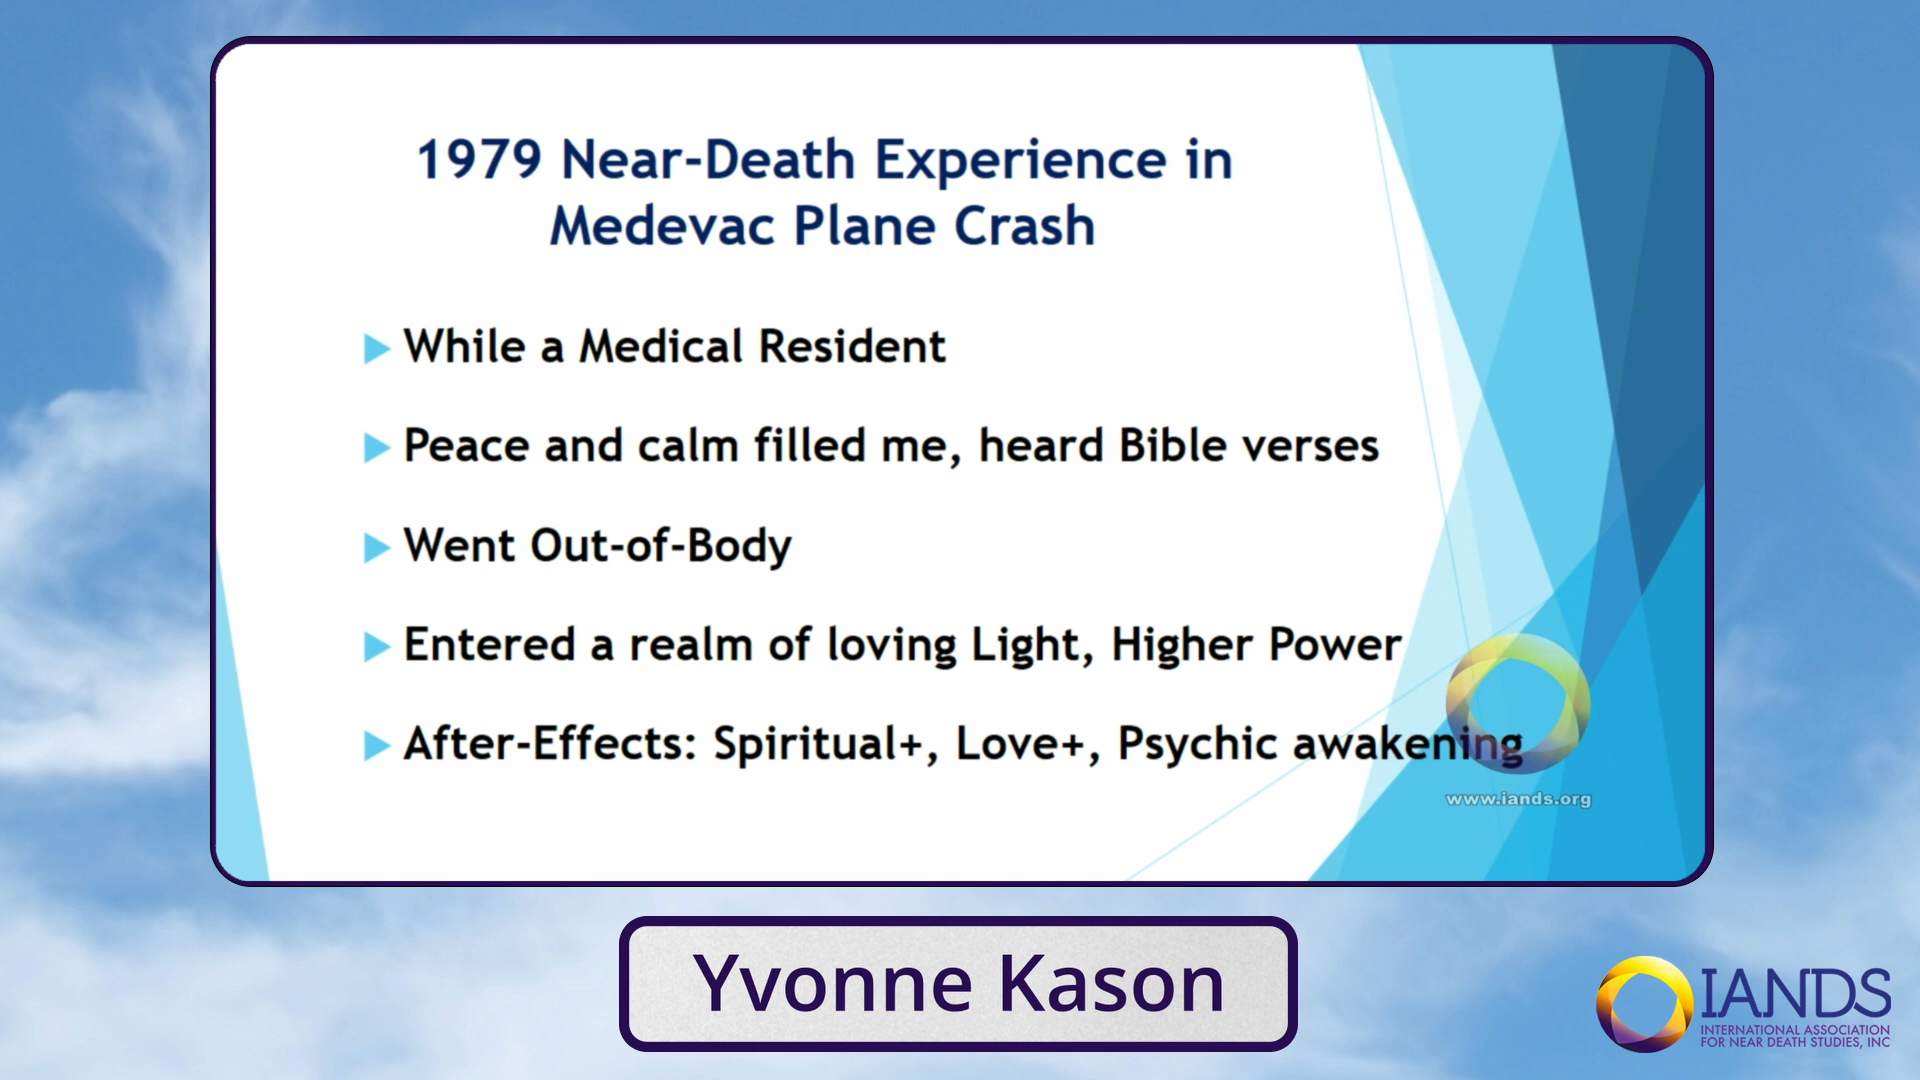 1979 Near-Death Experience in
Medevac Plane Crash
While a Medical Resident
Peace and calm filled me, heard Bible verses
Went Out-of-Body
Entered a realm of loving Light, Higher Power
After-Effects: Spiritual+, Love+, Psychic awakening
www.iands.org
Yvonne Kason
IANDS
INTERNATIONAL ASSOCIATION
FOR NEAR DEATH STUDIES, INC